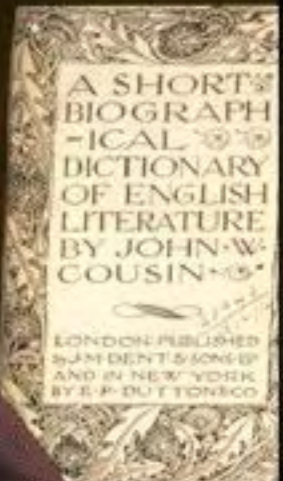 A SHORT
BIOGRAPH
-ICAL
DICTIONARY
OF ENGLISH
LITERATURE
BY JOHN·W·
COUSIN·
LONDON·PUBLISHED
by J·M·DENT & SONS·LTD
AND IN NEW YORK
BY E·P·DUTTON & CO